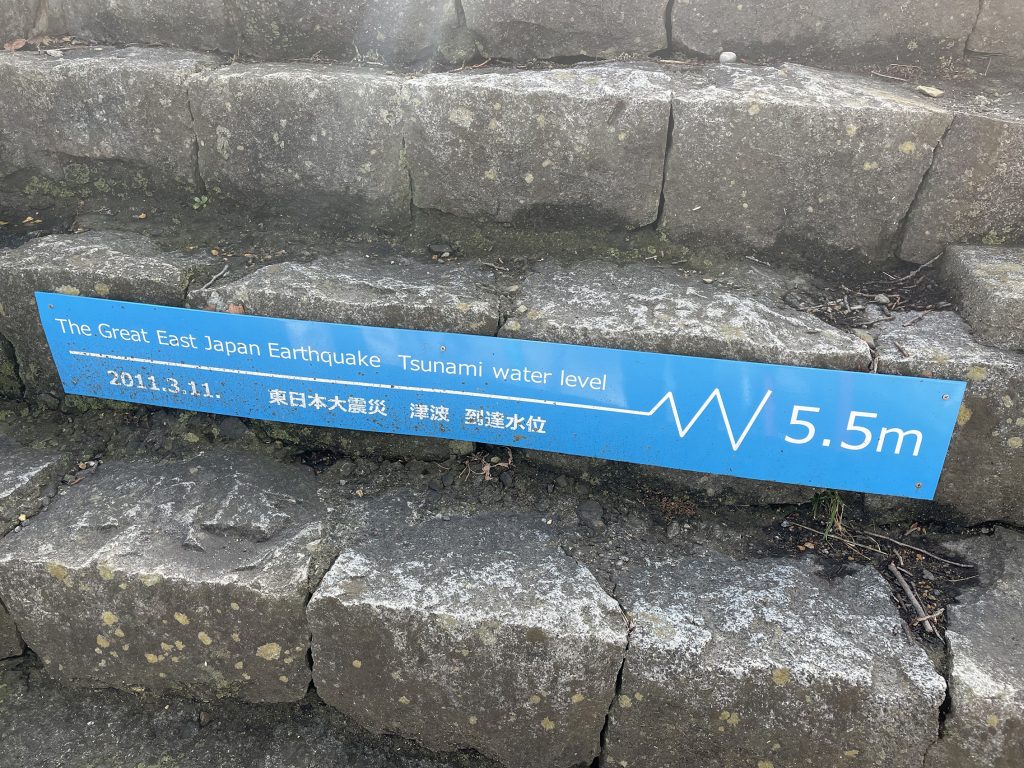 The Great East Japan Earthquake Tsunami water level
2011.3.11. 東日本大震災 津波 到達水位
5.5m